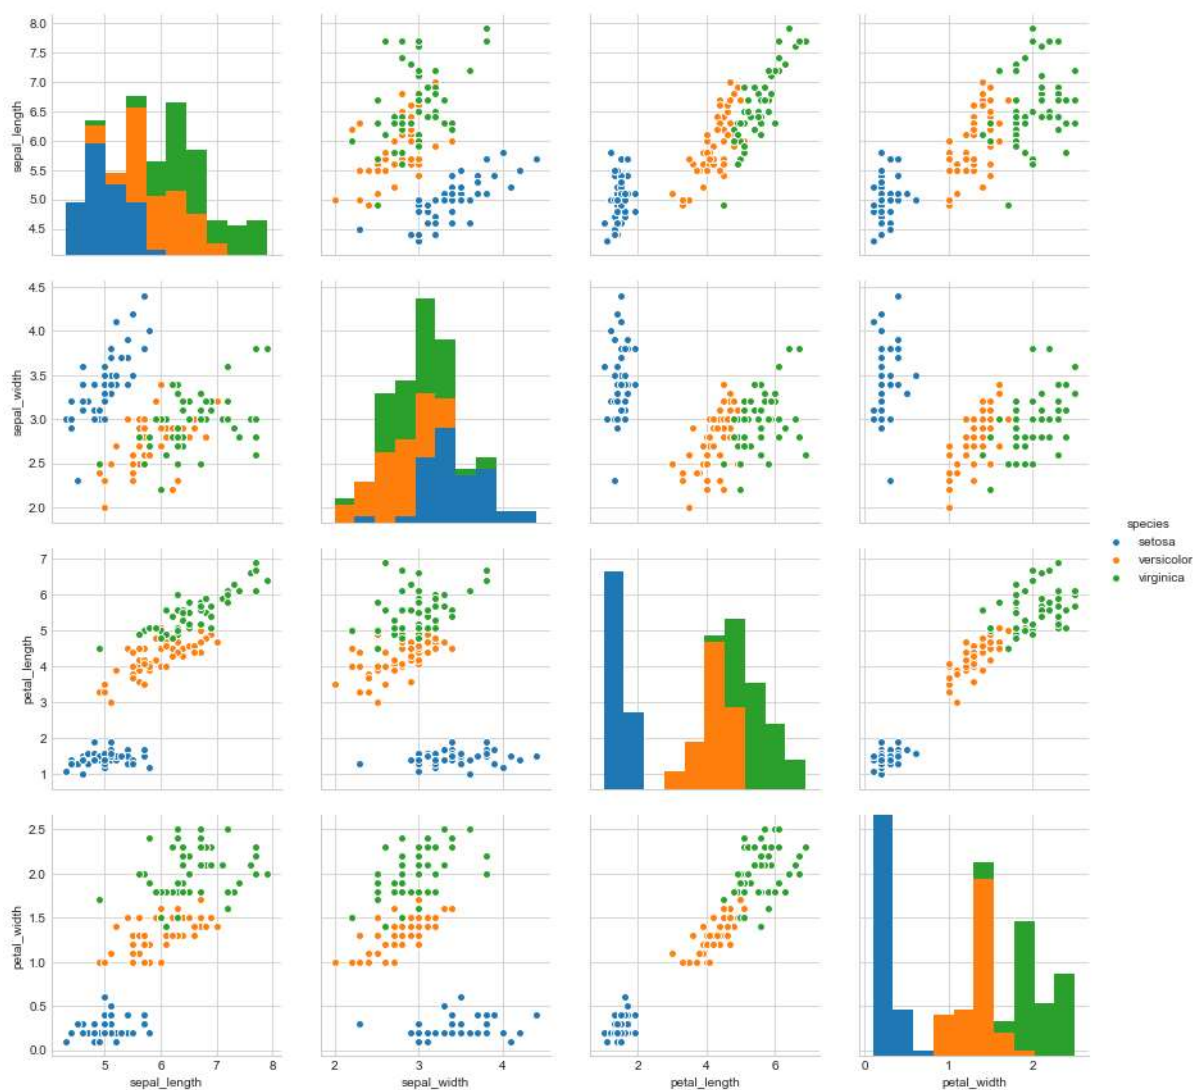 8.0
7.5
7.0
6.5
6.0
5.5
5.0
4.5
sepal_length
4.5
4.0
3.5
3.0
2.5
2.0
sepal_width
species
setosa
versicolor
virginica
7
6
5
4
3
2
1
petal_length
2.5
2.0
1.5
1.0
0.5
0.0
petal_width
5 6 7 8 2 3 4 2 4 6 0 1 2
sepal_length sepal_width petal_length petal_width